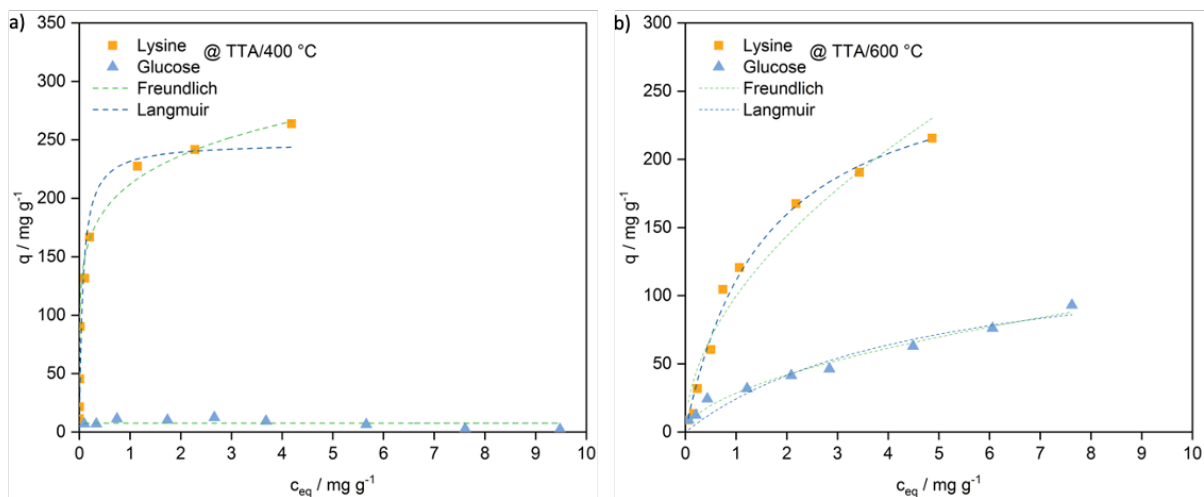 a)
350
300
250
200
150
100
50
0
q / mg g⁻¹
Lysine @ TTA/400 °C
Glucose
Freundlich
Langmuir
0 1 2 3 4 5 6 7 8 9 10
c_eq / mg g⁻¹
b)
300
250
200
150
100
50
0
q / mg g⁻¹
Lysine @ TTA/600 °C
Glucose
Freundlich
Langmuir
0 1 2 3 4 5 6 7 8 9 10
c_eq / mg g⁻¹